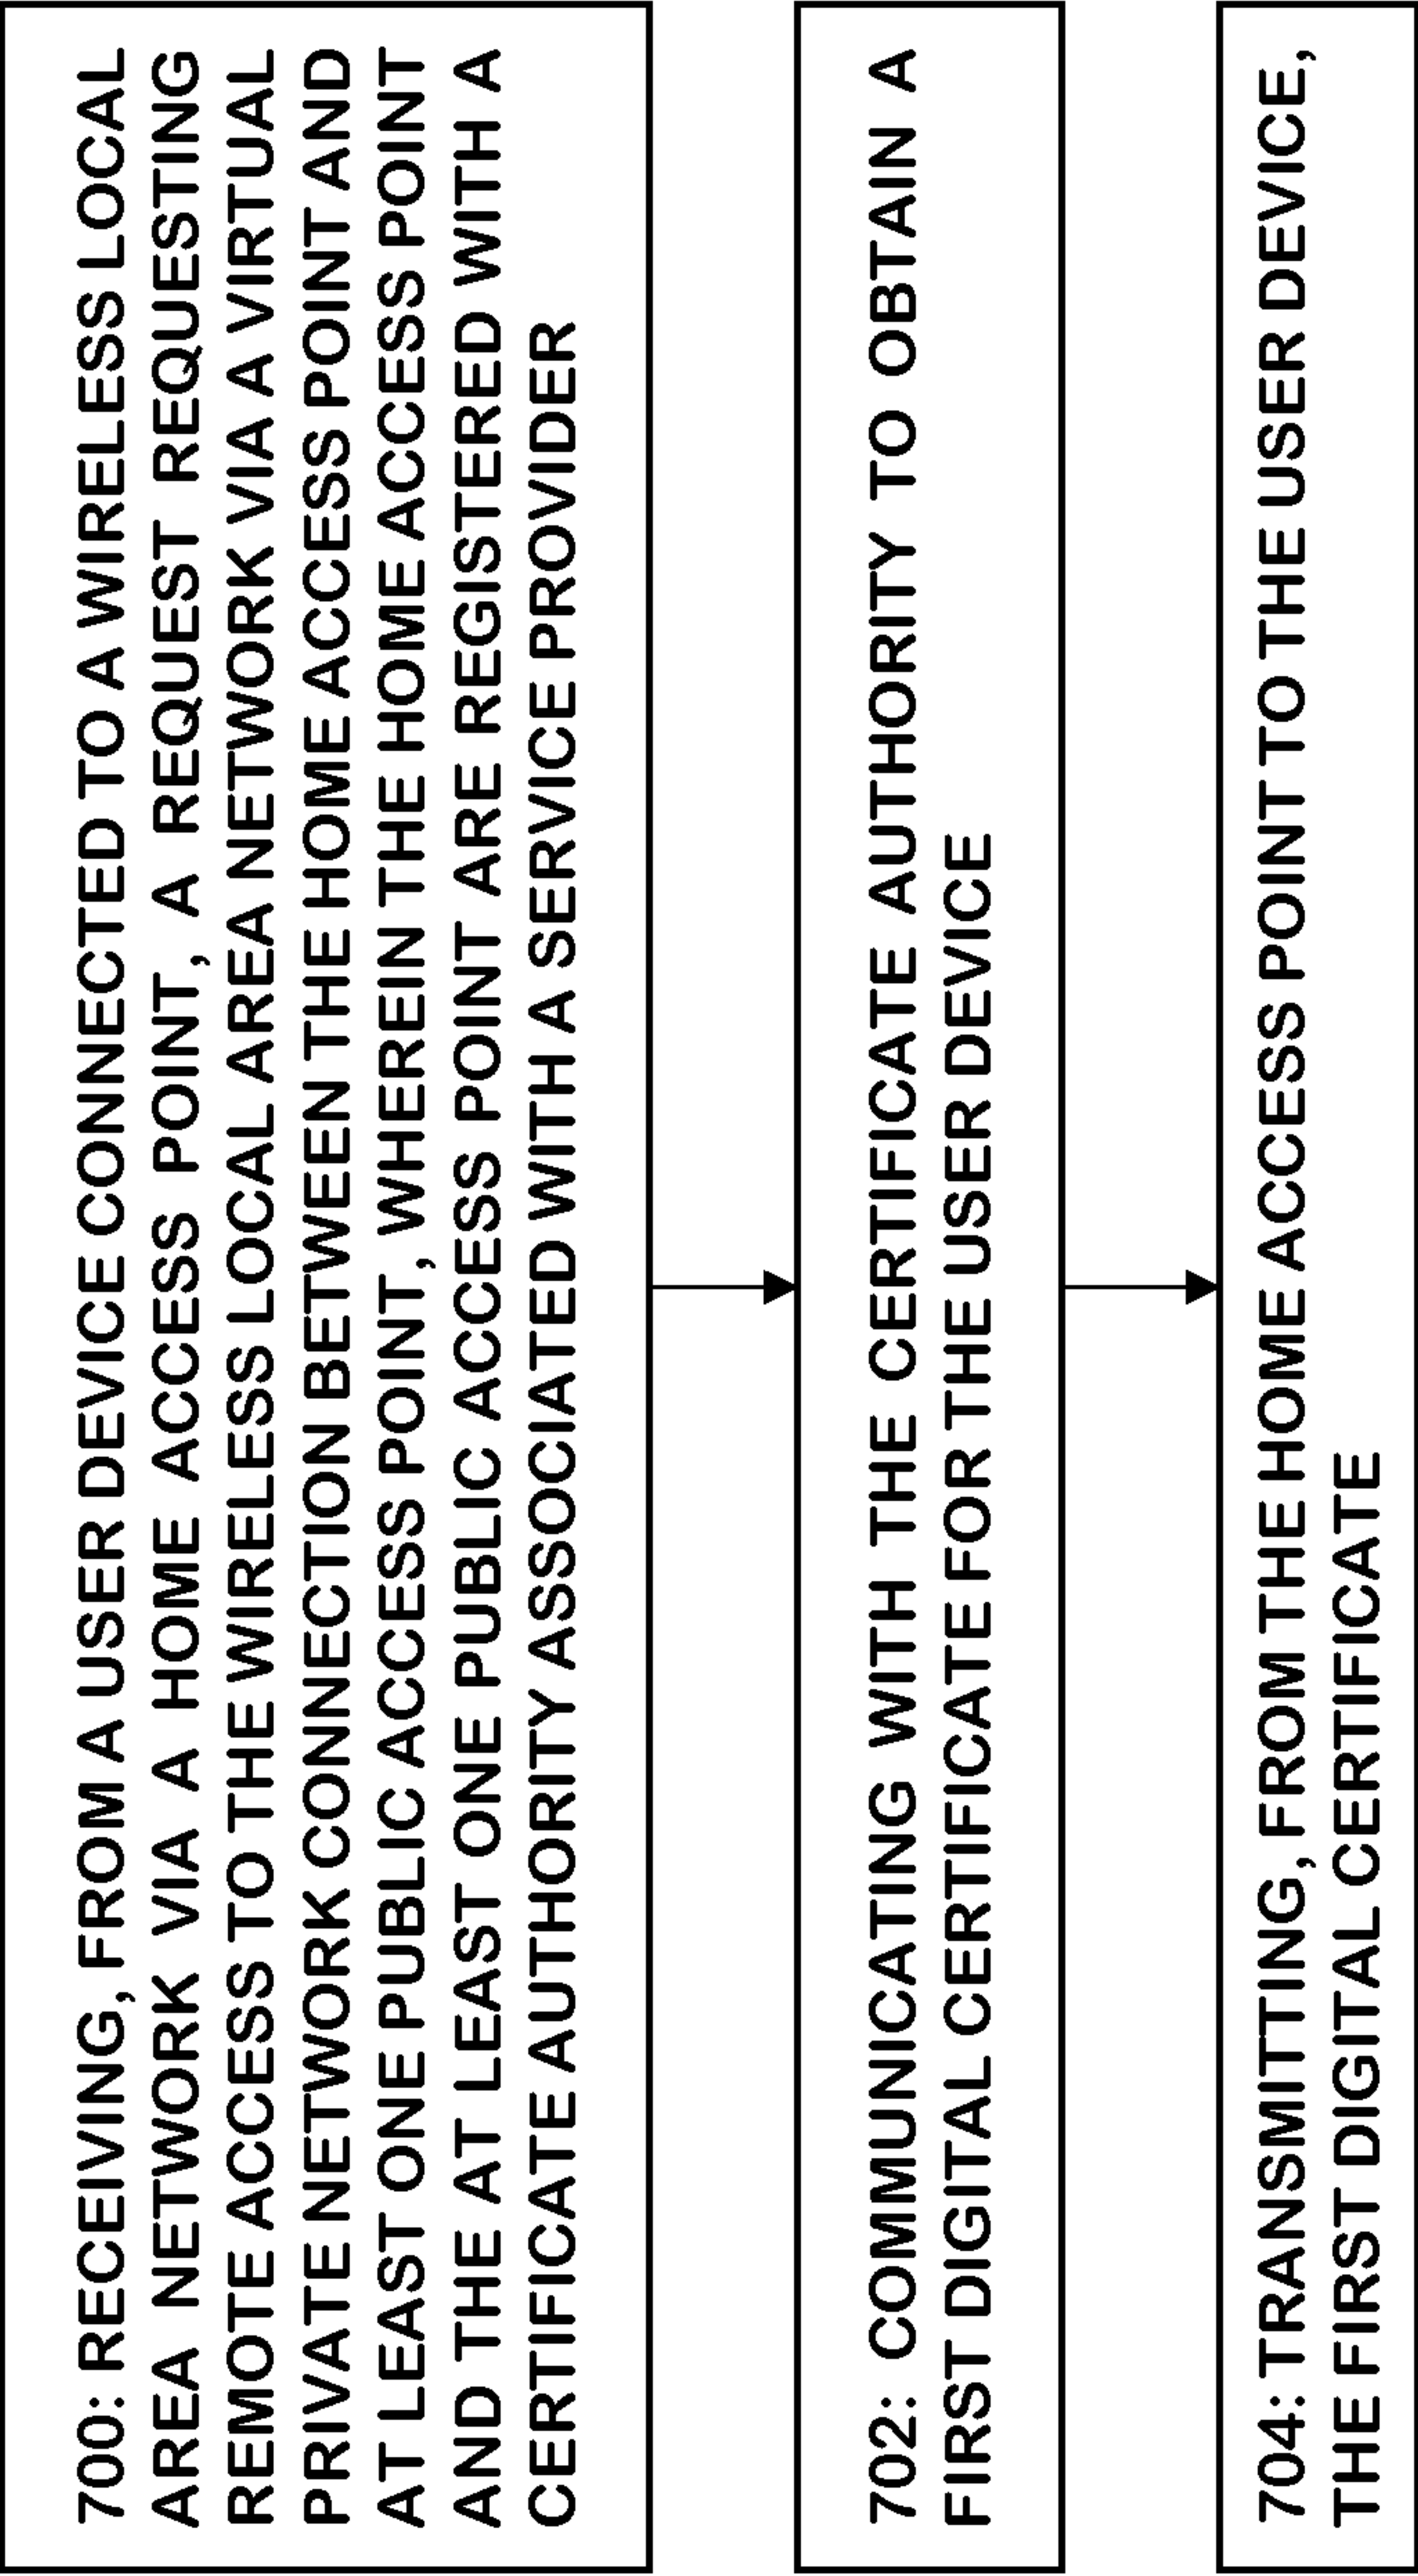 700: RECEIVING, FROM A USER DEVICE CONNECTED TO A WIRELESS LOCAL
AREA NETWORK VIA A HOME ACCESS POINT, A REQUEST REQUESTING
REMOTE ACCESS TO THE WIRELESS LOCAL AREA NETWORK VIA A VIRTUAL
PRIVATE NETWORK CONNECTION BETWEEN THE HOME ACCESS POINT AND
AT LEAST ONE PUBLIC ACCESS POINT, WHEREIN THE HOME ACCESS POINT
AND THE AT LEAST ONE PUBLIC ACCESS POINT ARE REGISTERED WITH A
CERTIFICATE AUTHORITY ASSOCIATED WITH A SERVICE PROVIDER
702: COMMUNICATING WITH THE CERTIFICATE AUTHORITY TO OBTAIN A
FIRST DIGITAL CERTIFICATE FOR THE USER DEVICE
704: TRANSMITTING, FROM THE HOME ACCESS POINT TO THE USER DEVICE,
THE FIRST DIGITAL CERTIFICATE